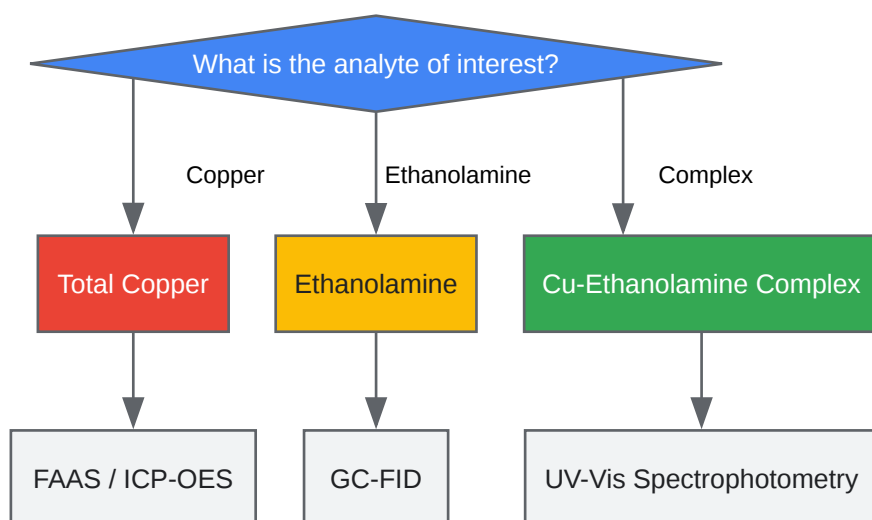 What is the analyte of interest?
Copper
Ethanolamine
Complex
Total Copper
Ethanolamine
Cu-Ethanolamine Complex
FAAS / ICP-OES
GC-FID
UV-Vis Spectrophotometry